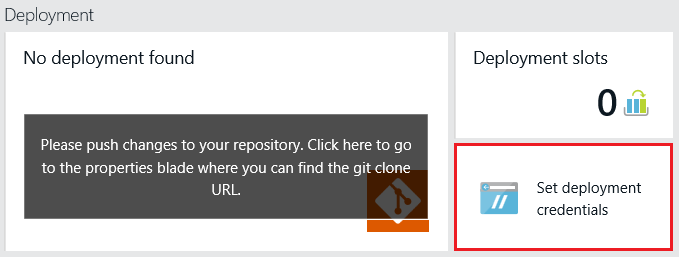 Deployment
No deployment found
Please push changes to your repository. Click here to go
to the properties blade where you can find the git clone
URL.
Deployment slots
0
Set deployment
credentials